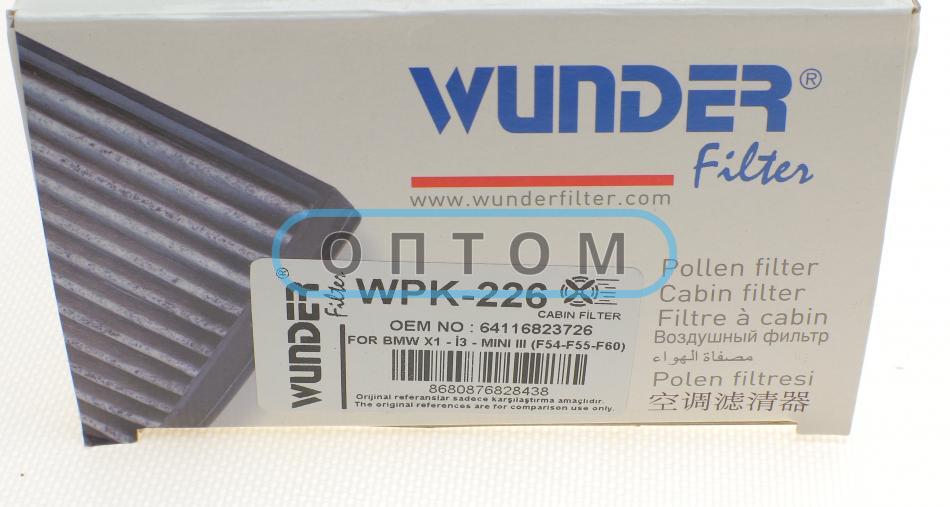 WUNDER®
Filter
www.wunderfilter.com
ОПТОМ
Pollen filter
Cabin filter
Filtre à cabin
Воздушный фильтр
مصفاة الهواء
Polen filtresi
空调滤清器
WUNDER®
Filter
WPK-226
CABIN FILTER
OEM NO : 64116823726
FOR BMW X1 - İ3 - MINI III (F54-F55-F60)
8680876828438
Orijinal referanslar sadece karşılaştırma amaçlıdır.
The original references are for comparison use only.